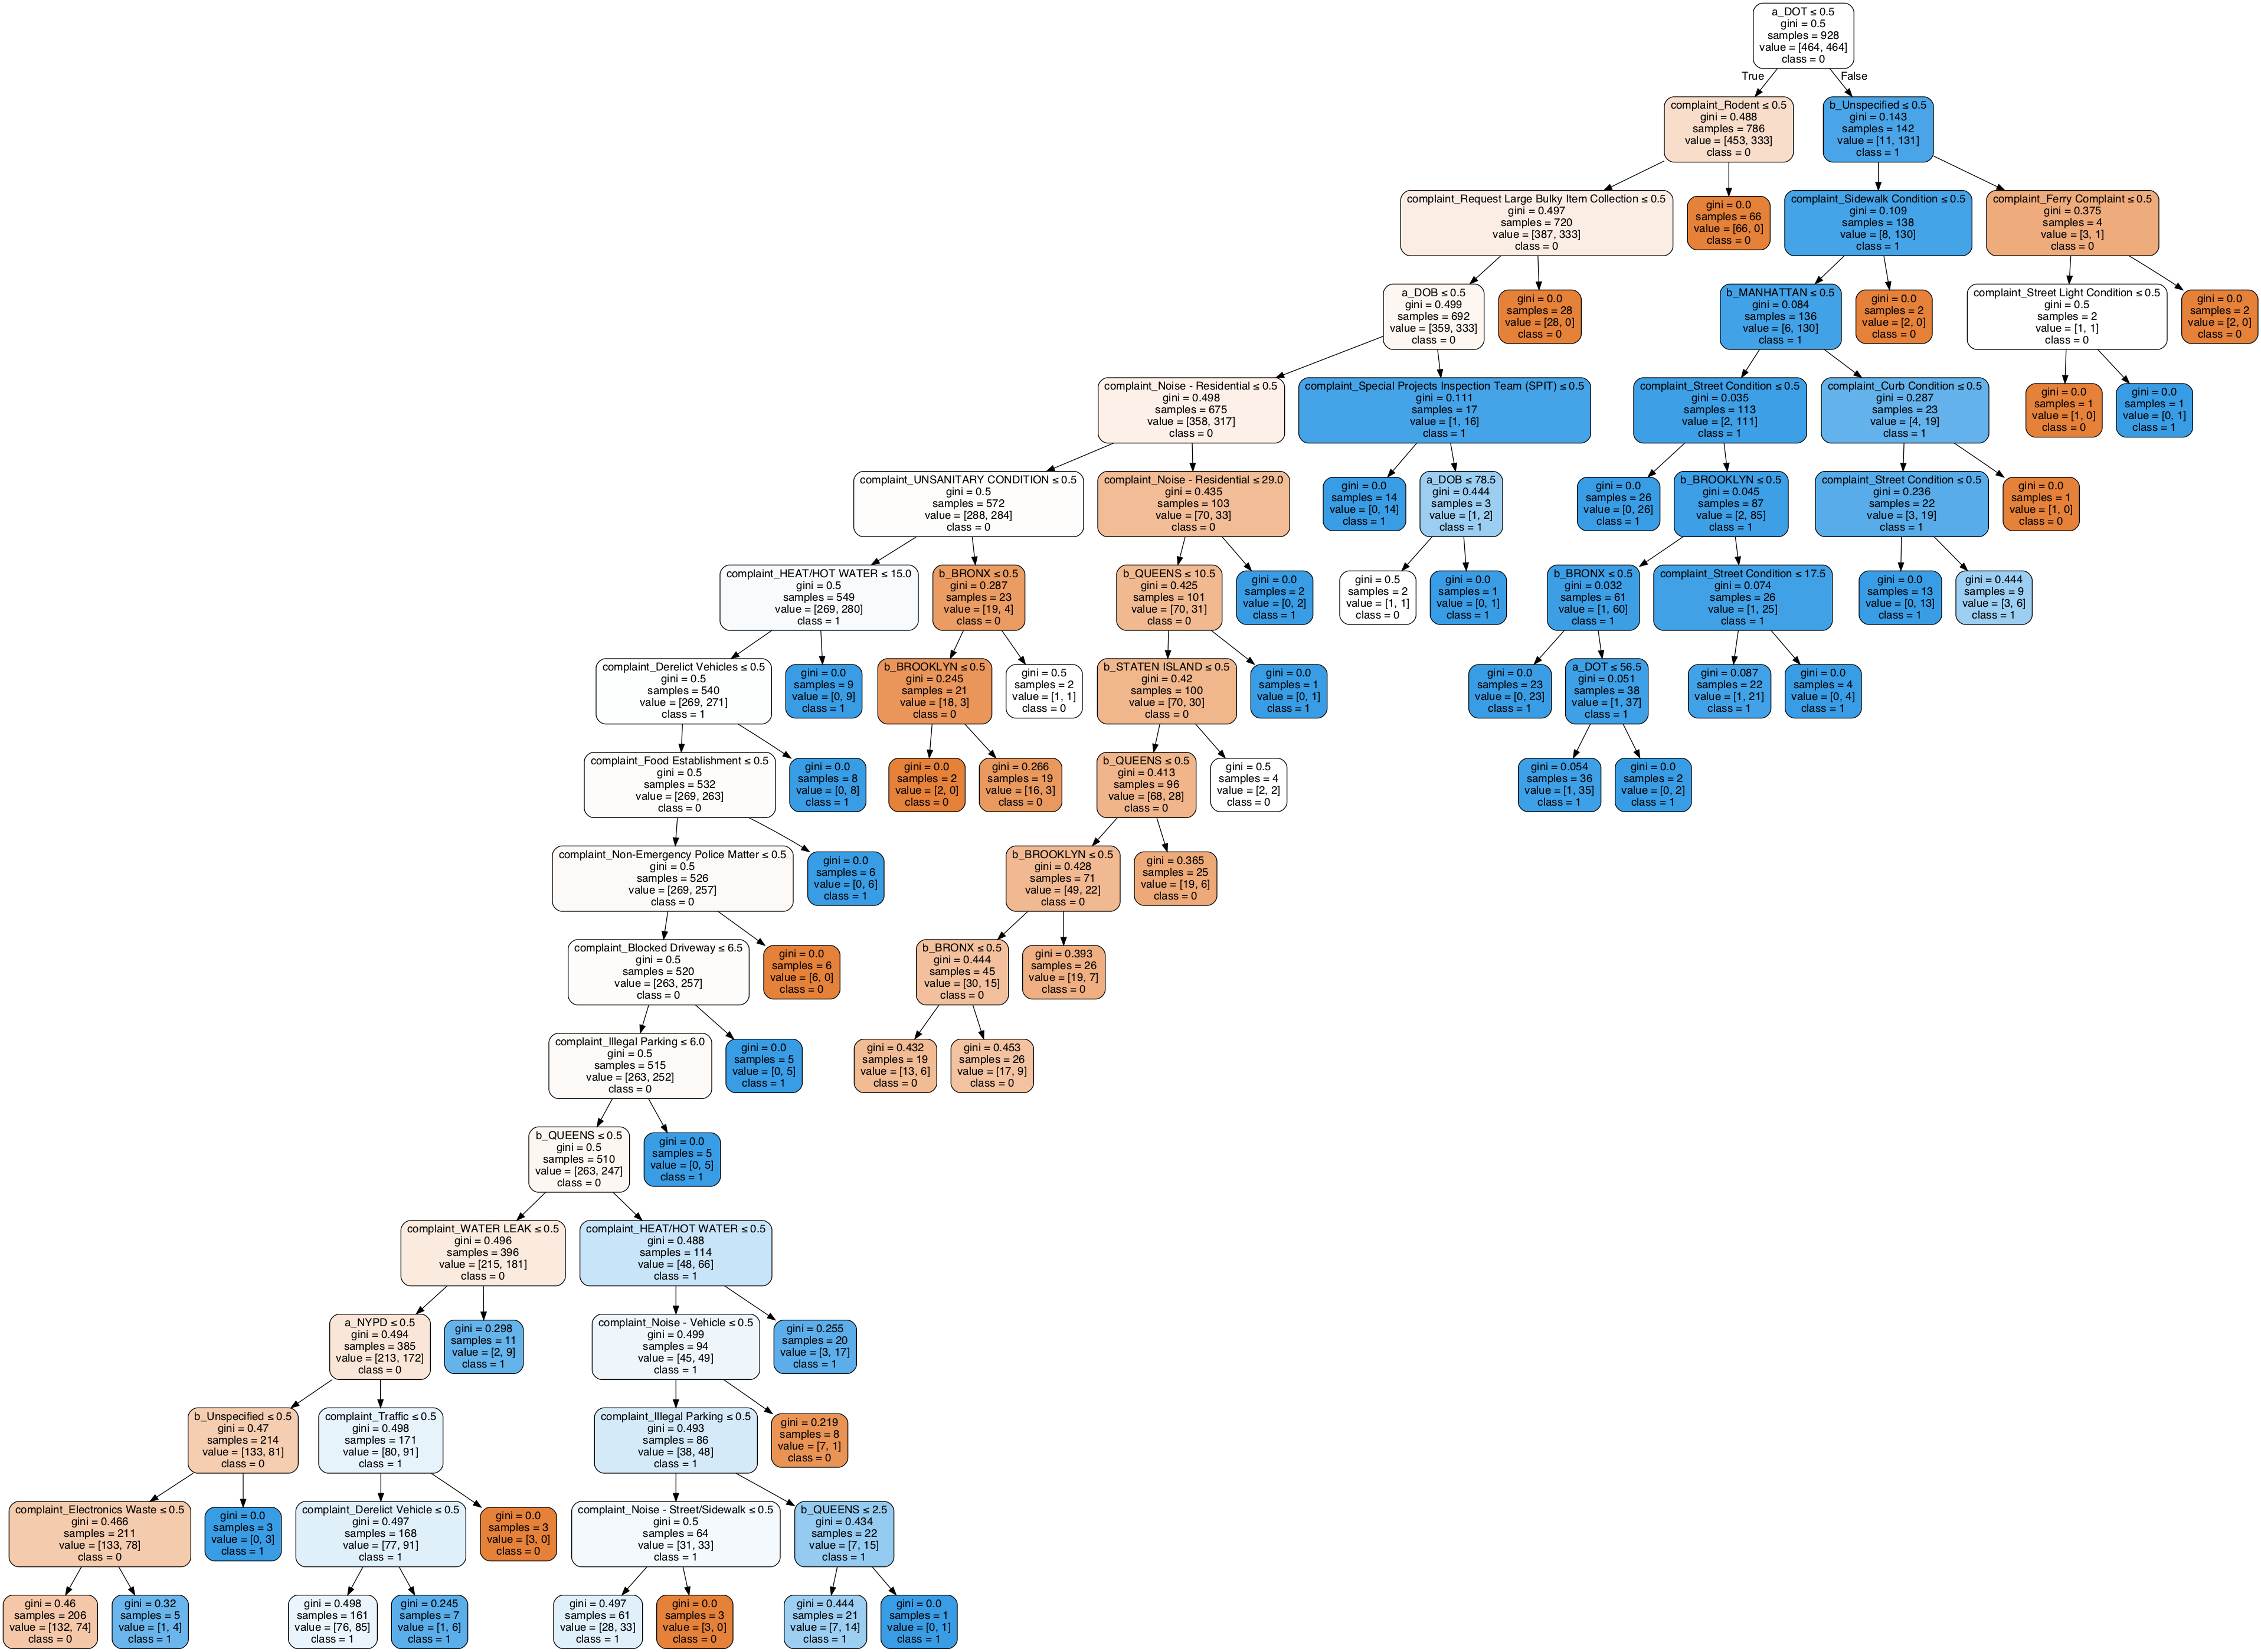 a_DOT ≤ 0.5
gini = 0.5
samples = 928
value = [464, 464]
class = 0
True
False
complaint_Rodent ≤ 0.5
gini = 0.488
samples = 786
value = [453, 333]
class = 0
b_Unspecified ≤ 0.5
gini = 0.143
samples = 142
value = [11, 131]
class = 1
complaint_Request Large Bulky Item Collection ≤ 0.5
gini = 0.497
samples = 720
value = [387, 333]
class = 0
gini = 0.0
samples = 66
value = [66, 0]
class = 0
complaint_Sidewalk Condition ≤ 0.5
gini = 0.109
samples = 138
value = [8, 130]
class = 1
complaint_Ferry Complaint ≤ 0.5
gini = 0.375
samples = 4
value = [3, 1]
class = 0
a_DOB ≤ 0.5
gini = 0.499
samples = 692
value = [359, 333]
class = 0
gini = 0.0
samples = 28
value = [28, 0]
class = 0
b_MANHATTAN ≤ 0.5
gini = 0.084
samples = 136
value = [6, 130]
class = 1
gini = 0.0
samples = 2
value = [2, 0]
class = 0
complaint_Street Light Condition ≤ 0.5
gini = 0.5
samples = 2
value = [1, 1]
class = 0
gini = 0.0
samples = 2
value = [2, 0]
class = 0
complaint_Noise - Residential ≤ 0.5
gini = 0.498
samples = 675
value = [358, 317]
class = 0
complaint_Special Projects Inspection Team (SPIT) ≤ 0.5
gini = 0.111
samples = 17
value = [1, 16]
class = 1
complaint_Street Condition ≤ 0.5
gini = 0.035
samples = 113
value = [2, 111]
class = 1
complaint_Curb Condition ≤ 0.5
gini = 0.287
samples = 23
value = [4, 19]
class = 1
gini = 0.0
samples = 1
value = [1, 0]
class = 0
gini = 0.0
samples = 1
value = [0, 1]
class = 1
complaint_UNSANITARY CONDITION ≤ 0.5
gini = 0.5
samples = 572
value = [288, 284]
class = 0
complaint_Noise - Residential ≤ 29.0
gini = 0.435
samples = 103
value = [70, 33]
class = 0
gini = 0.0
samples = 14
value = [0, 14]
class = 1
a_DOB ≤ 78.5
gini = 0.444
samples = 3
value = [1, 2]
class = 1
gini = 0.0
samples = 26
value = [0, 26]
class = 1
b_BROOKLYN ≤ 0.5
gini = 0.045
samples = 87
value = [2, 85]
class = 1
complaint_Street Condition ≤ 0.5
gini = 0.236
samples = 22
value = [3, 19]
class = 1
gini = 0.0
samples = 1
value = [1, 0]
class = 0
complaint_HEAT/HOT WATER ≤ 15.0
gini = 0.5
samples = 549
value = [269, 280]
class = 1
b_BRONX ≤ 0.5
gini = 0.287
samples = 23
value = [19, 4]
class = 0
b_QUEENS ≤ 10.5
gini = 0.425
samples = 101
value = [70, 31]
class = 0
gini = 0.0
samples = 2
value = [0, 2]
class = 1
gini = 0.5
samples = 2
value = [1, 1]
class = 0
gini = 0.0
samples = 1
value = [0, 1]
class = 1
b_BRONX ≤ 0.5
gini = 0.032
samples = 61
value = [1, 60]
class = 1
complaint_Street Condition ≤ 17.5
gini = 0.074
samples = 26
value = [1, 25]
class = 1
gini = 0.0
samples = 13
value = [0, 13]
class = 1
gini = 0.444
samples = 9
value = [3, 6]
class = 1
complaint_Derelict Vehicles ≤ 0.5
gini = 0.5
samples = 540
value = [269, 271]
class = 1
gini = 0.0
samples = 9
value = [0, 9]
class = 1
b_BROOKLYN ≤ 0.5
gini = 0.245
samples = 21
value = [18, 3]
class = 0
gini = 0.5
samples = 2
value = [1, 1]
class = 0
b_STATEN ISLAND ≤ 0.5
gini = 0.42
samples = 100
value = [70, 30]
class = 0
gini = 0.0
samples = 1
value = [0, 1]
class = 1
gini = 0.0
samples = 23
value = [0, 23]
class = 1
a_DOT ≤ 56.5
gini = 0.051
samples = 38
value = [1, 37]
class = 1
gini = 0.087
samples = 22
value = [1, 21]
class = 1
gini = 0.0
samples = 4
value = [0, 4]
class = 1
complaint_Food Establishment ≤ 0.5
gini = 0.5
samples = 532
value = [269, 263]
class = 0
gini = 0.0
samples = 8
value = [0, 8]
class = 1
gini = 0.0
samples = 2
value = [2, 0]
class = 0
gini = 0.266
samples = 19
value = [16, 3]
class = 0
b_QUEENS ≤ 0.5
gini = 0.413
samples = 96
value = [68, 28]
class = 0
gini = 0.5
samples = 4
value = [2, 2]
class = 0
gini = 0.054
samples = 36
value = [1, 35]
class = 1
gini = 0.0
samples = 2
value = [0, 2]
class = 1
complaint_Non-Emergency Police Matter ≤ 0.5
gini = 0.5
samples = 526
value = [269, 257]
class = 0
gini = 0.0
samples = 6
value = [0, 6]
class = 1
b_BROOKLYN ≤ 0.5
gini = 0.428
samples = 71
value = [49, 22]
class = 0
gini = 0.365
samples = 25
value = [19, 6]
class = 0
complaint_Blocked Driveway ≤ 6.5
gini = 0.5
samples = 520
value = [263, 257]
class = 0
gini = 0.0
samples = 6
value = [6, 0]
class = 0
b_BRONX ≤ 0.5
gini = 0.444
samples = 45
value = [30, 15]
class = 0
gini = 0.393
samples = 26
value = [19, 7]
class = 0
complaint_Illegal Parking ≤ 6.0
gini = 0.5
samples = 515
value = [263, 252]
class = 0
gini = 0.0
samples = 5
value = [0, 5]
class = 1
gini = 0.432
samples = 19
value = [13, 6]
class = 0
gini = 0.453
samples = 26
value = [17, 9]
class = 0
b_QUEENS ≤ 0.5
gini = 0.5
samples = 510
value = [263, 247]
class = 0
gini = 0.0
samples = 5
value = [0, 5]
class = 1
complaint_WATER LEAK ≤ 0.5
gini = 0.496
samples = 396
value = [215, 181]
class = 0
complaint_HEAT/HOT WATER ≤ 0.5
gini = 0.488
samples = 114
value = [48, 66]
class = 1
a_NYPD ≤ 0.5
gini = 0.494
samples = 385
value = [213, 172]
class = 0
gini = 0.298
samples = 11
value = [2, 9]
class = 1
complaint_Noise - Vehicle ≤ 0.5
gini = 0.499
samples = 94
value = [45, 49]
class = 1
gini = 0.255
samples = 20
value = [3, 17]
class = 1
b_Unspecified ≤ 0.5
gini = 0.47
samples = 214
value = [133, 81]
class = 0
complaint_Traffic ≤ 0.5
gini = 0.498
samples = 171
value = [80, 91]
class = 1
complaint_Illegal Parking ≤ 0.5
gini = 0.493
samples = 86
value = [38, 48]
class = 1
gini = 0.219
samples = 8
value = [7, 1]
class = 0
complaint_Electronics Waste ≤ 0.5
gini = 0.466
samples = 211
value = [133, 78]
class = 0
gini = 0.0
samples = 3
value = [0, 3]
class = 1
complaint_Derelict Vehicle ≤ 0.5
gini = 0.497
samples = 168
value = [77, 91]
class = 1
gini = 0.0
samples = 3
value = [3, 0]
class = 0
complaint_Noise - Street/Sidewalk ≤ 0.5
gini = 0.5
samples = 64
value = [31, 33]
class = 1
b_QUEENS ≤ 2.5
gini = 0.434
samples = 22
value = [7, 15]
class = 1
gini = 0.46
samples = 206
value = [132, 74]
class = 0
gini = 0.32
samples = 5
value = [1, 4]
class = 1
gini = 0.498
samples = 161
value = [76, 85]
class = 1
gini = 0.245
samples = 7
value = [1, 6]
class = 1
gini = 0.497
samples = 61
value = [28, 33]
class = 1
gini = 0.0
samples = 3
value = [3, 0]
class = 0
gini = 0.444
samples = 21
value = [7, 14]
class = 1
gini = 0.0
samples = 1
value = [0, 1]
class = 1